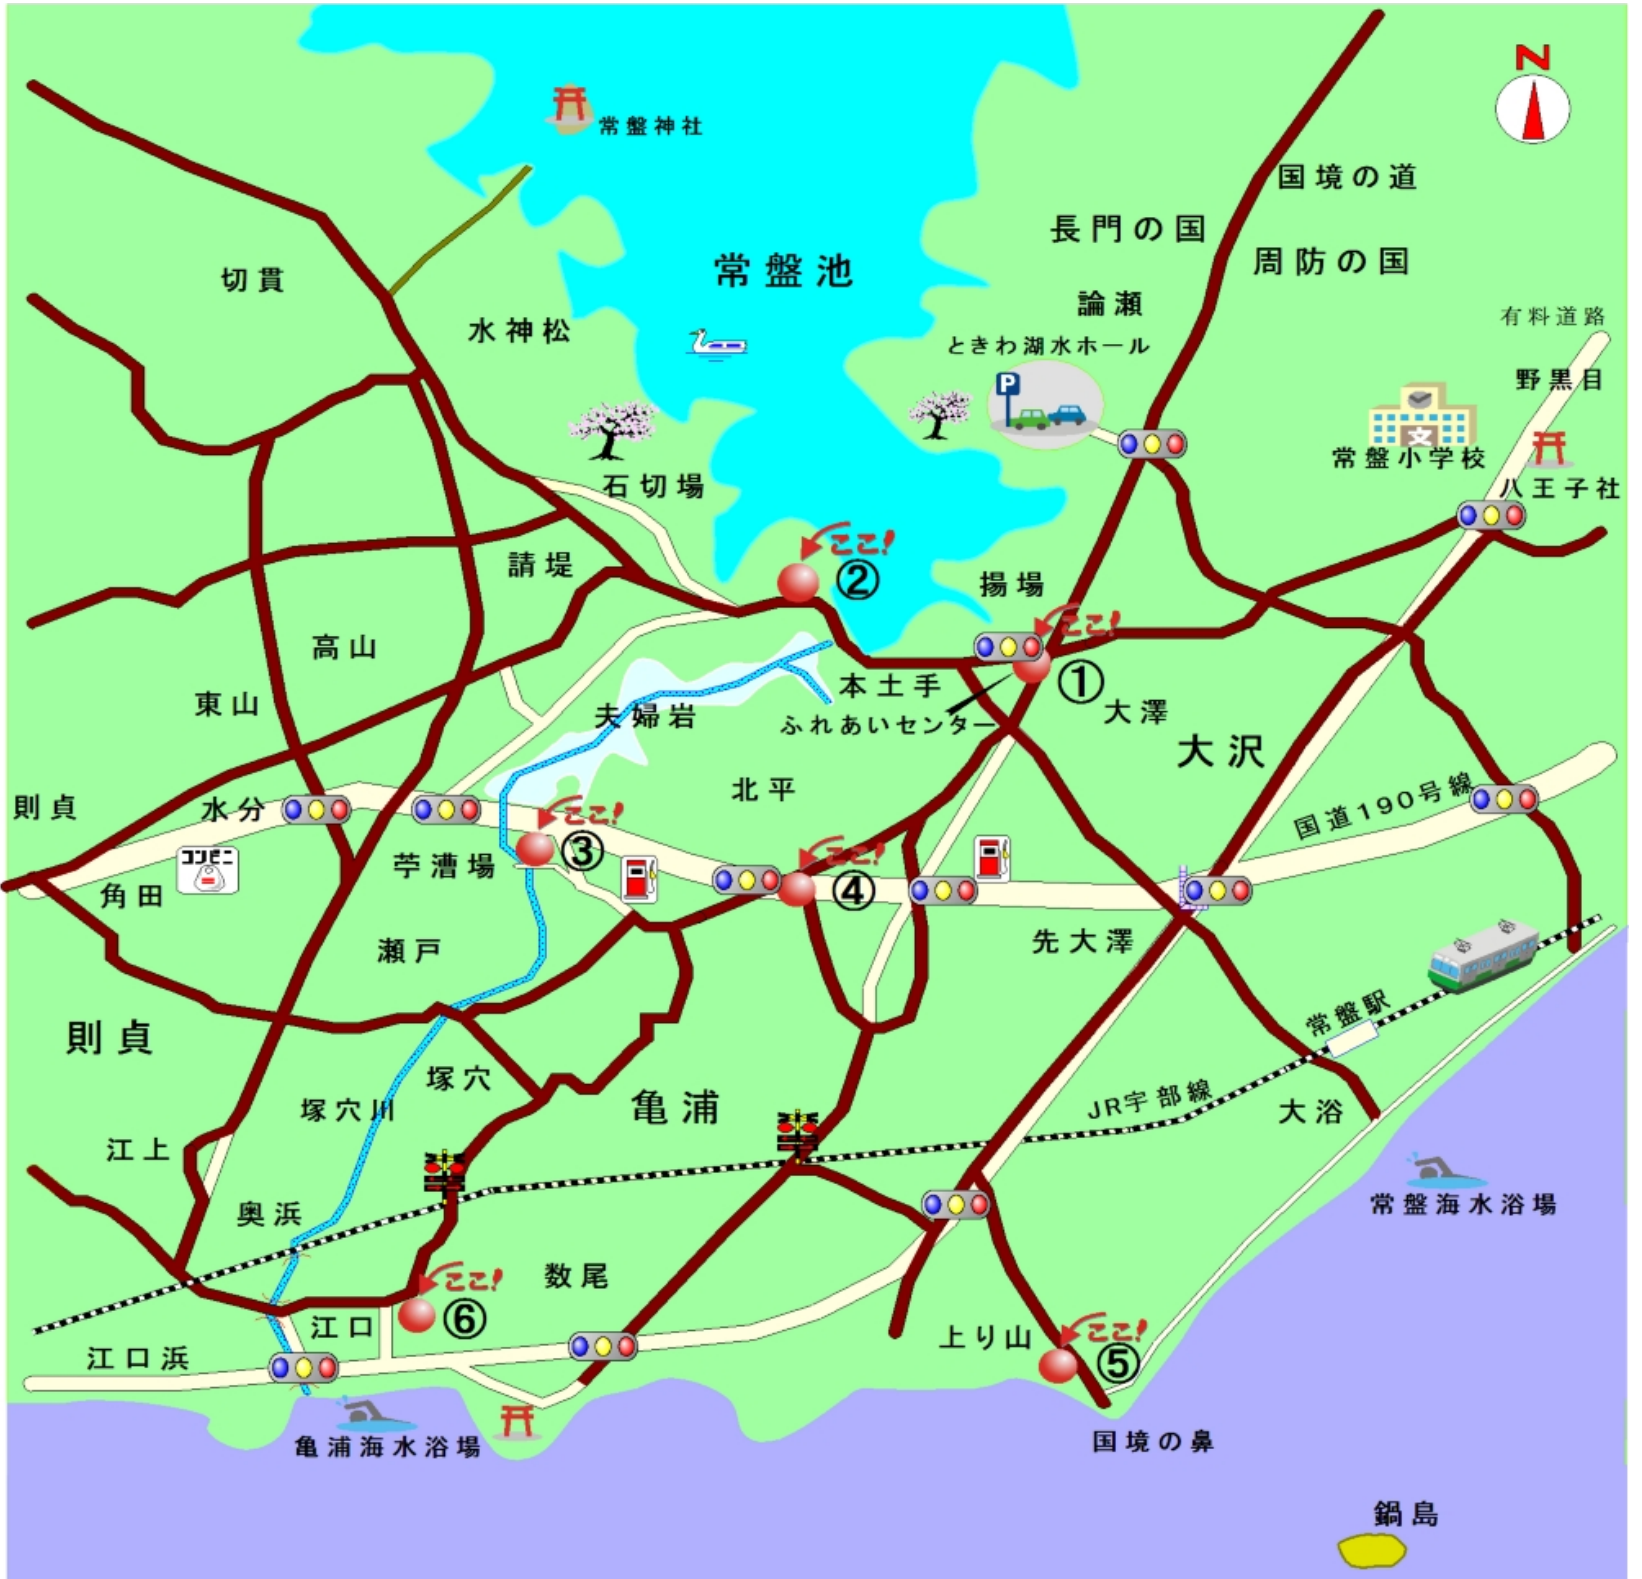 N
常盤神社
国境の道
長門の国
周防の国
切貫
常盤池
論瀬
水神松
有料道路
ときわ湖水ホール
野黒目
P
文
常盤小学校
石切場
八王子社
ここ!
②
請堤
揚場
ここ!
①
高山
本土手
東山
夫婦岩
ふれあいセンター
大澤
大沢
北平
則貞
水分
国道190号線
ここ!
③
コンビニ
苧漕場
ここ!
④
角田
瀬戸
先大澤
則貞
常盤駅
塚穴
亀浦
塚穴川
JR宇部線
大浴
江上
奥浜
常盤海水浴場
数尾
ここ!
⑥
江口
上り山
ここ!
⑤
江口浜
亀浦海水浴場
国境の鼻
鍋島